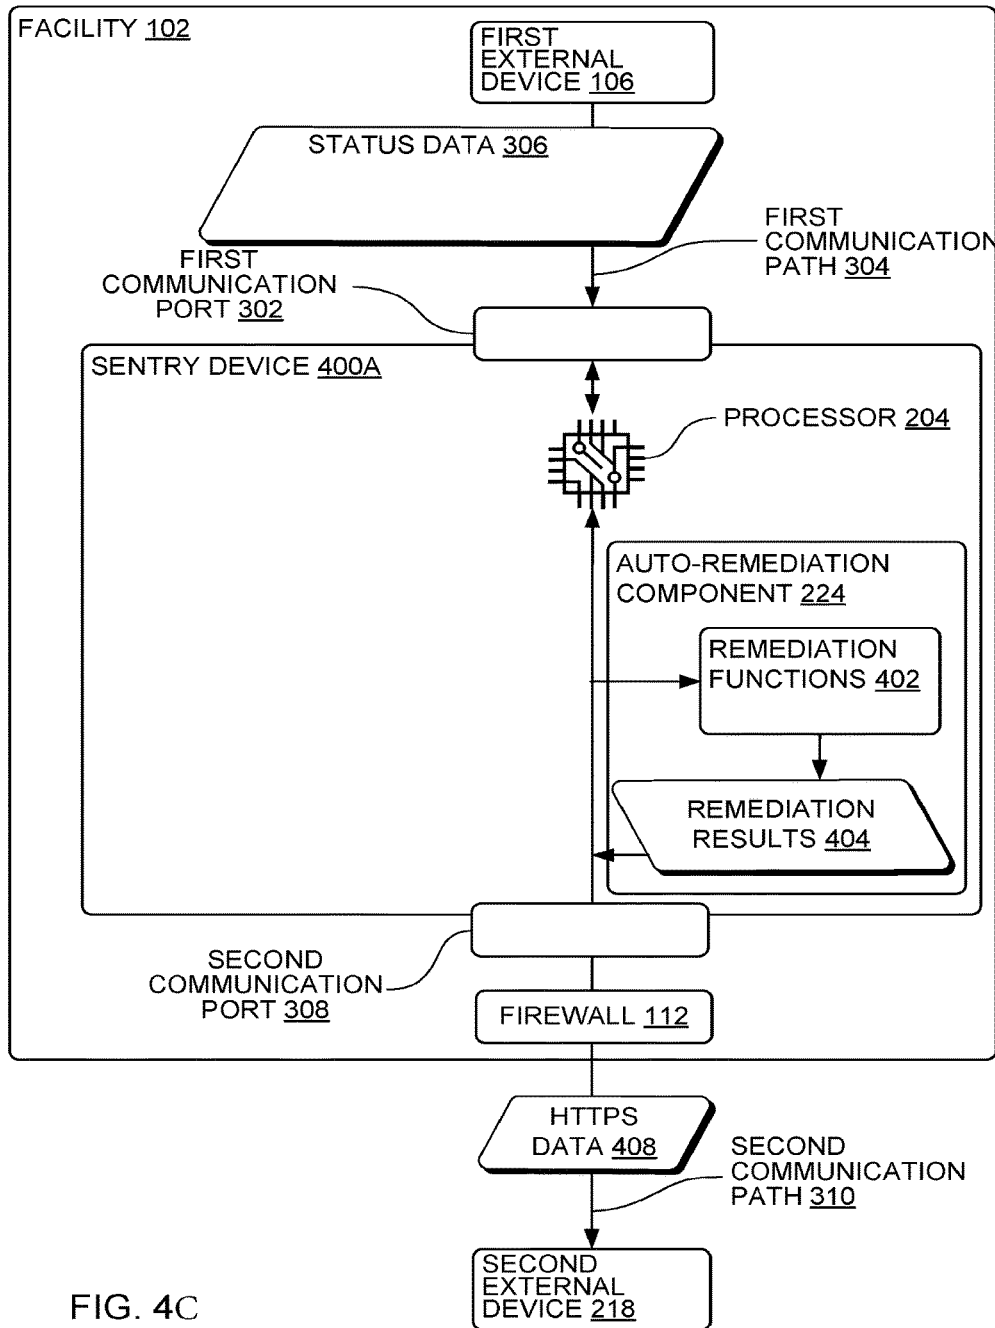 FACILITY 102
FIRST
EXTERNAL
DEVICE 106
STATUS DATA 306
FIRST
COMMUNICATION
PATH 304
FIRST
COMMUNICATION
PORT 302
SENTRY DEVICE 400A
PROCESSOR 204
AUTO-REMEDIATION
COMPONENT 224
REMEDIATION
FUNCTIONS 402
REMEDIATION
RESULTS 404
SECOND
COMMUNICATION
PORT 308
FIREWALL 112
HTTPS
DATA 408
SECOND
COMMUNICATION
PATH 310
SECOND
EXTERNAL
DEVICE 218
FIG. 4C